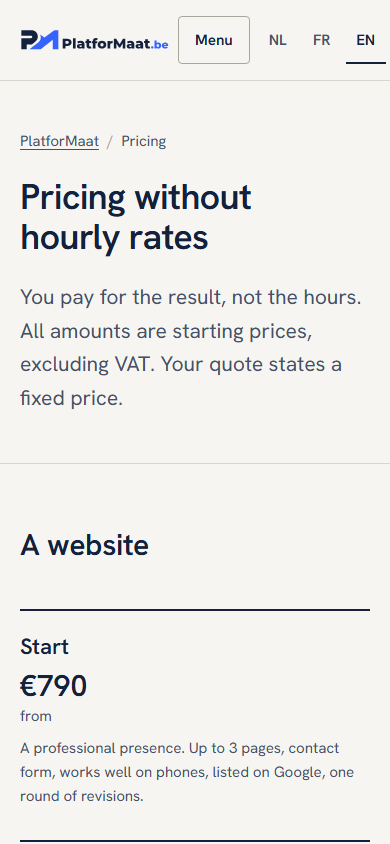 PM PlatforMaat.be
Menu
NL
FR
EN
PlatforMaat / Pricing
Pricing without
hourly rates
You pay for the result, not the hours.
All amounts are starting prices,
excluding VAT. Your quote states a
fixed price.
A website
Start
€790
from
A professional presence. Up to 3 pages, contact
form, works well on phones, listed on Google, one
round of revisions.